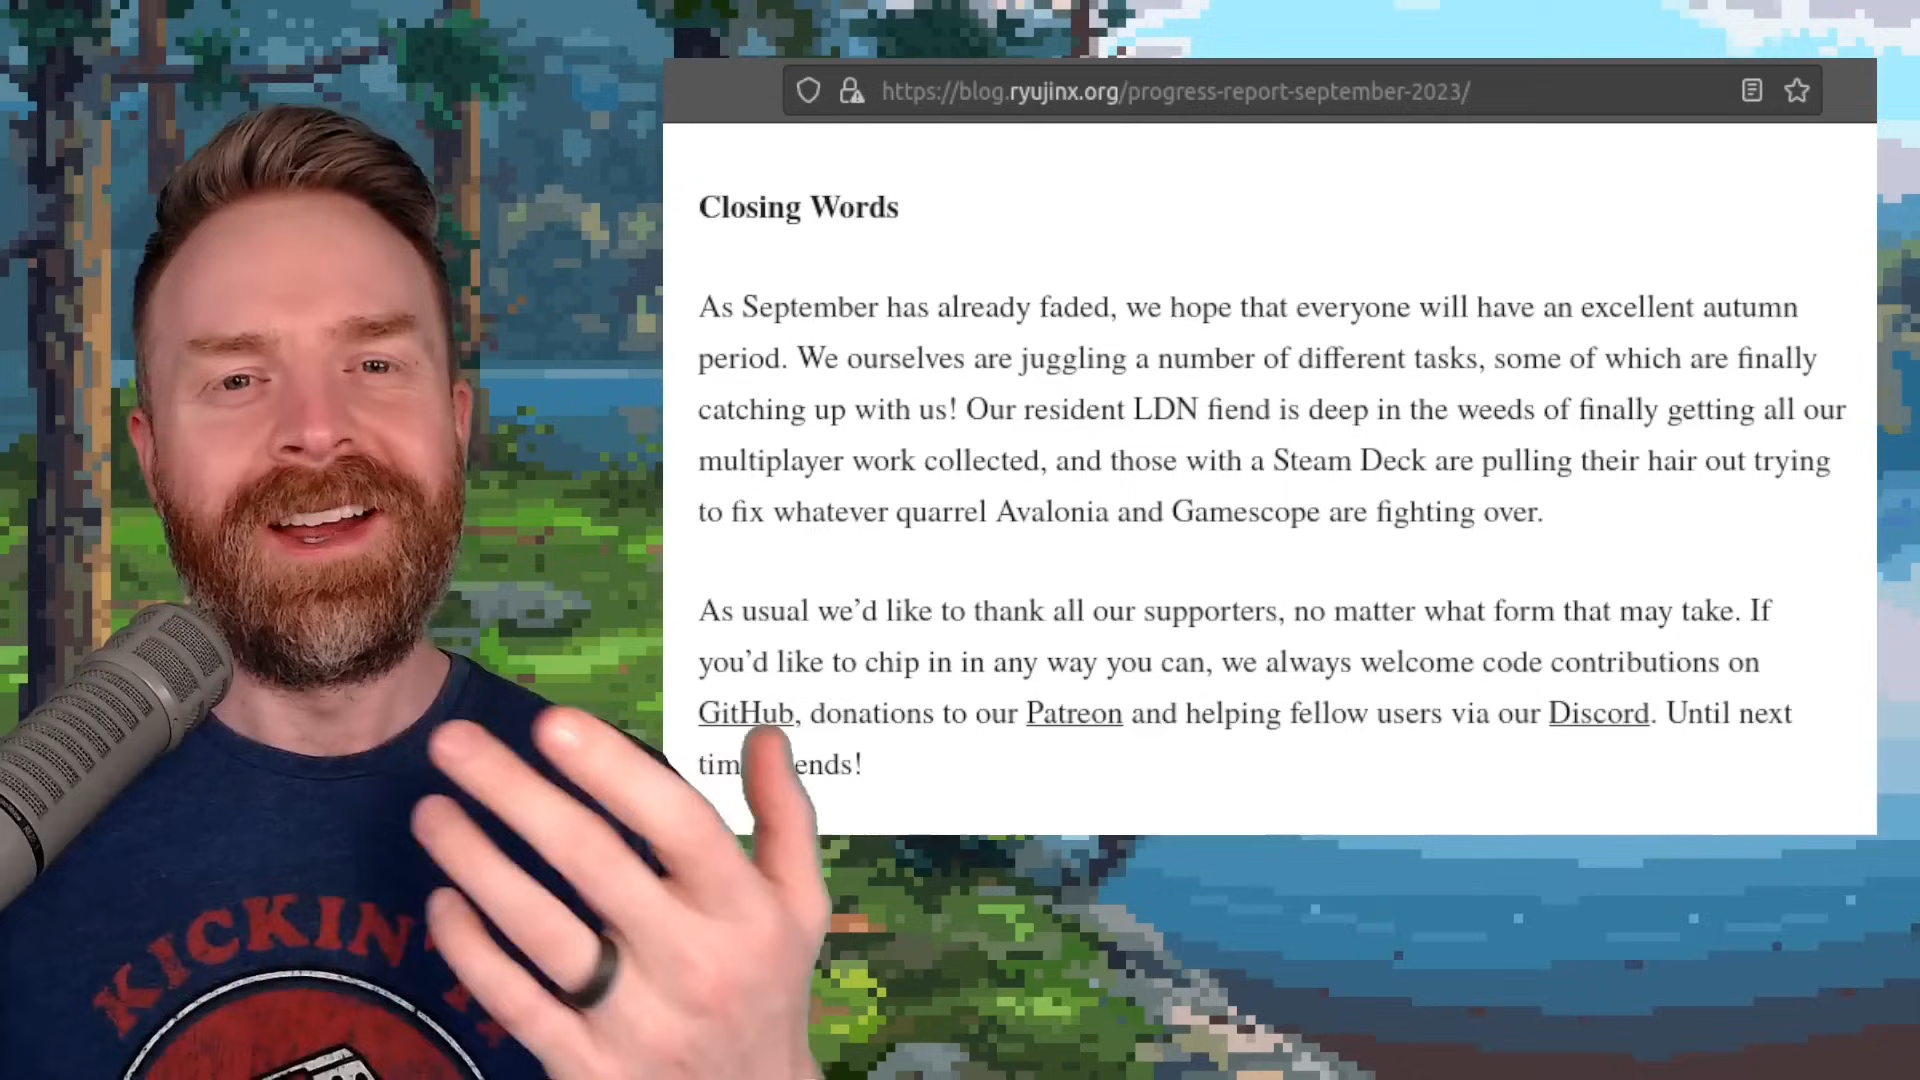 https://blog.ryujinx.org/progress-report-september-2023/
Closing Words
As September has already faded, we hope that everyone will have an excellent autumn
period. We ourselves are juggling a number of different tasks, some of which are finally
catching up with us! Our resident LDN fiend is deep in the weeds of finally getting all our
multiplayer work collected, and those with a Steam Deck are pulling their hair out trying
to fix whatever quarrel Avalonia and Gamescope are fighting over.
As usual we’d like to thank all our supporters, no matter what form that may take. If
you’d like to chip in in any way you can, we always welcome code contributions on
GitHub, donations to our Patreon and helping fellow users via our Discord. Until next
tim ends!
KICKIN'